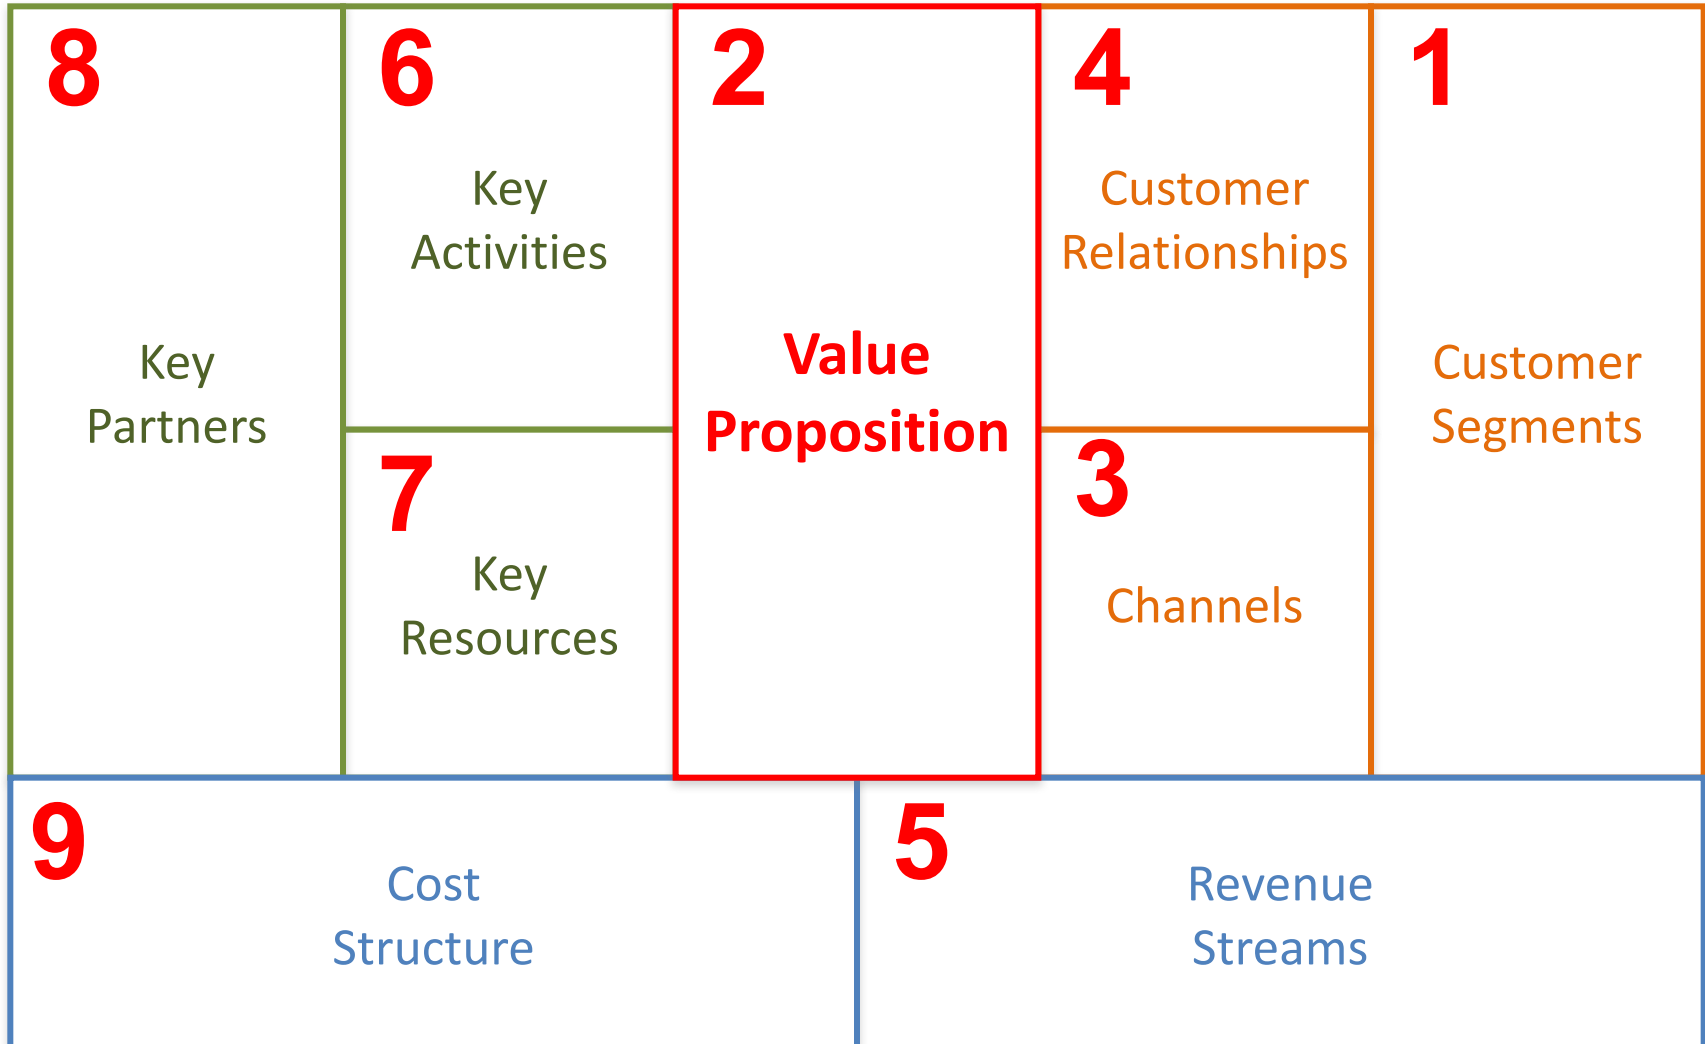 8
Key
Partners
6
Key
Activities
7
Key
Resources
2
Value
Proposition
4
Customer
Relationships
3
Channels
1
Customer
Segments
9
Cost
Structure
5
Revenue
Streams